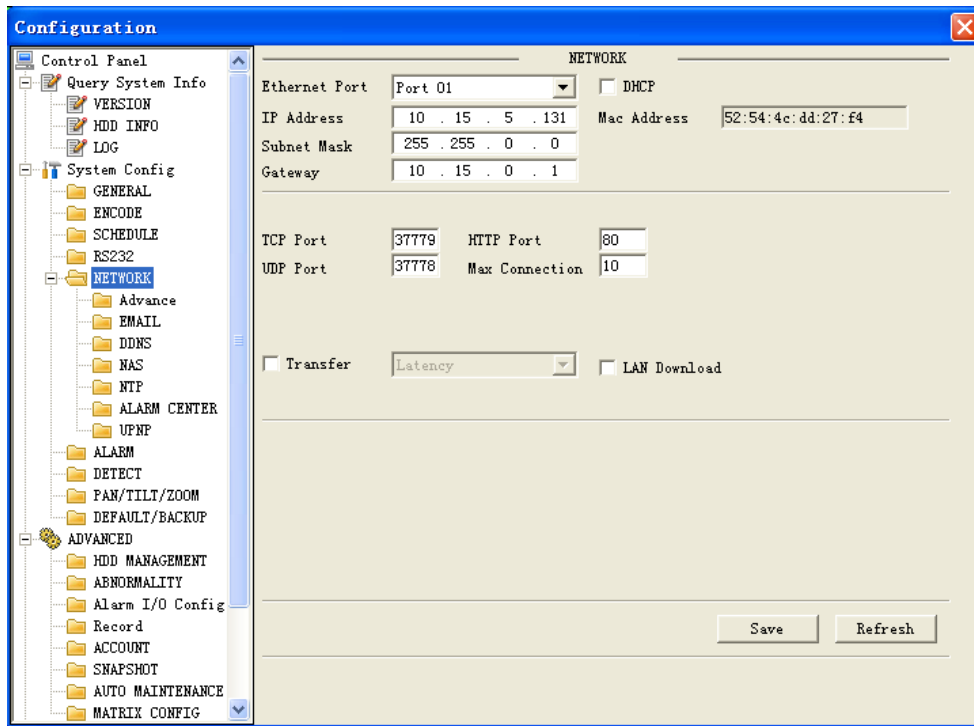 Configuration
Control Panel
Query System Info
VERSION
HDD INFO
LOG
System Config
GENERAL
ENCODE
SCHEDULE
RS232
NETWORK
Advance
EMAIL
DDNS
NAS
NTP
ALARM CENTER
UPNP
ALARM
DETECT
PAN/TILT/ZOOM
DEFAULT/BACKUP
ADVANCED
HDD MANAGEMENT
ABNORMALITY
Alarm I/O Config
Record
ACCOUNT
SNAPSHOT
AUTO MAINTENANCE
MATRIX CONFIG
NETWORK
Ethernet Port Port 01 DHCP
IP Address 10 . 15 . 5 . 131 Mac Address 52:54:4c:dd:27:f4
Subnet Mask 255 . 255 . 0 . 0
Gateway 10 . 15 . 0 . 1
TCP Port 37779 HTTP Port 80
UDP Port 37778 Max Connection 10
Transfer Latency LAN Download
Save Refresh